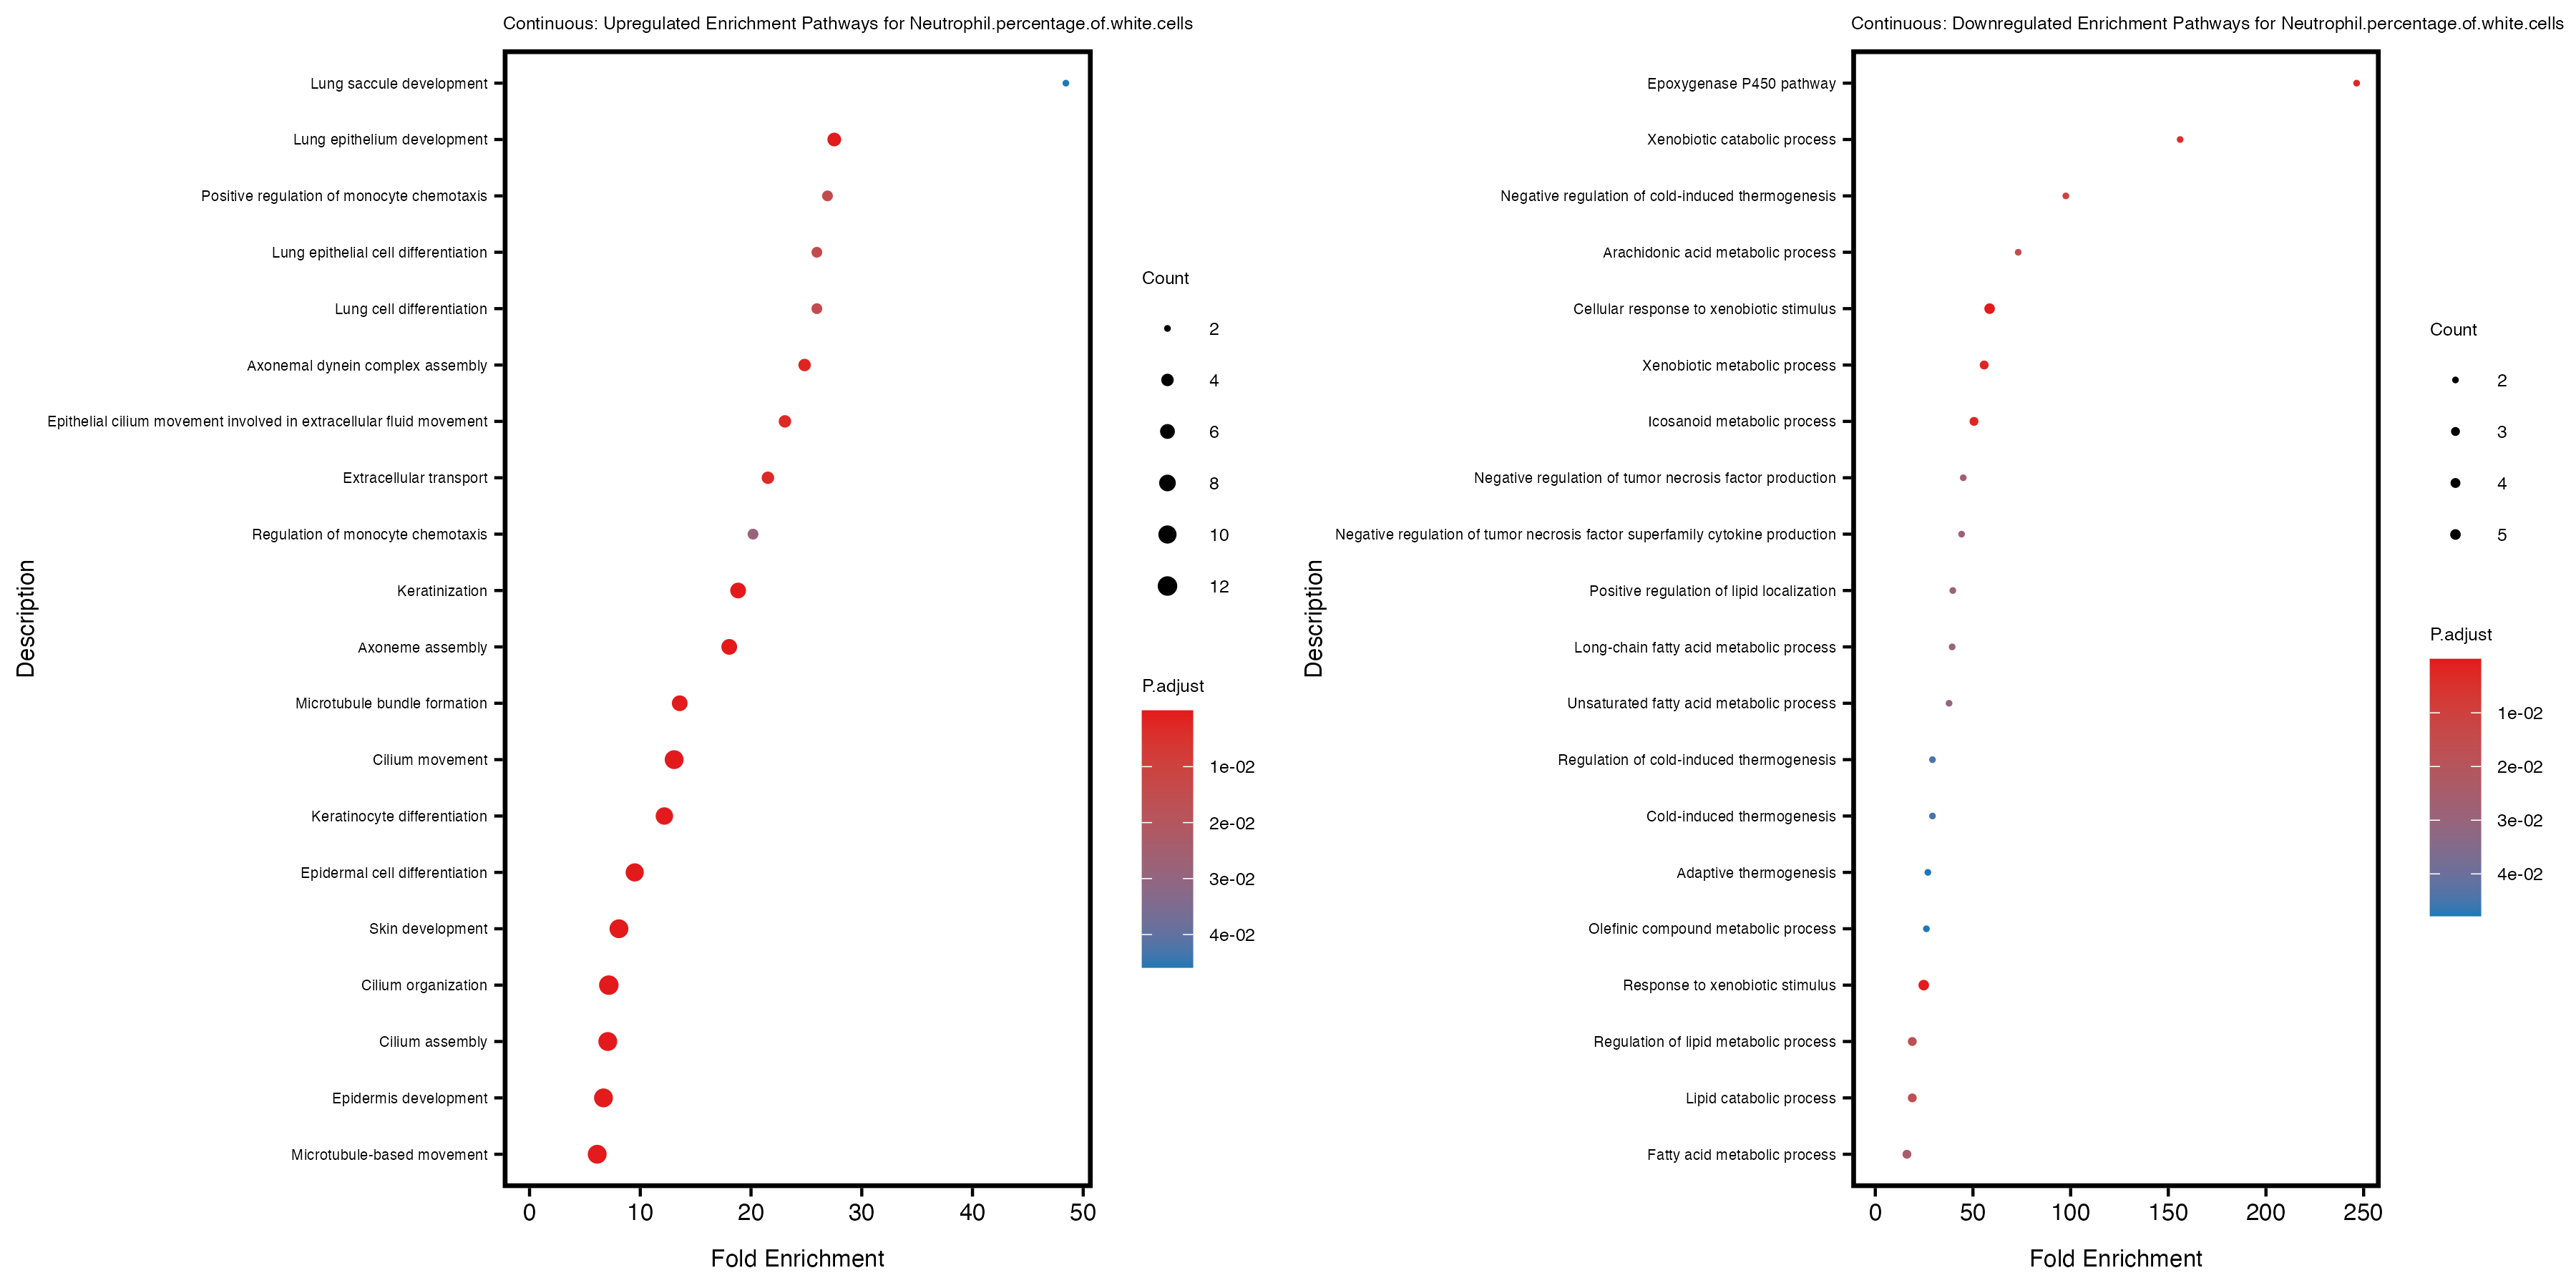 Continuous: Upregulated Enrichment Pathways for Neutrophil.percentage.of.white.cells
Description
Lung saccule development
Lung epithelium development
Positive regulation of monocyte chemotaxis
Lung epithelial cell differentiation
Lung cell differentiation
Axonemal dynein complex assembly
Epithelial cilium movement involved in extracellular fluid movement
Extracellular transport
Regulation of monocyte chemotaxis
Keratinization
Axoneme assembly
Microtubule bundle formation
Cilium movement
Keratinocyte differentiation
Epidermal cell differentiation
Skin development
Cilium organization
Cilium assembly
Epidermis development
Microtubule-based movement
0 10 20 30 40 50
Fold Enrichment
Count
2
4
6
8
10
12
P.adjust
1e-02
2e-02
3e-02
4e-02
Continuous: Downregulated Enrichment Pathways for Neutrophil.percentage.of.white.cells
Description
Epoxygenase P450 pathway
Xenobiotic catabolic process
Negative regulation of cold-induced thermogenesis
Arachidonic acid metabolic process
Cellular response to xenobiotic stimulus
Xenobiotic metabolic process
Icosanoid metabolic process
Negative regulation of tumor necrosis factor production
Negative regulation of tumor necrosis factor superfamily cytokine production
Positive regulation of lipid localization
Long-chain fatty acid metabolic process
Unsaturated fatty acid metabolic process
Regulation of cold-induced thermogenesis
Cold-induced thermogenesis
Adaptive thermogenesis
Olefinic compound metabolic process
Response to xenobiotic stimulus
Regulation of lipid metabolic process
Lipid catabolic process
Fatty acid metabolic process
0 50 100 150 200 250
Fold Enrichment
Count
2
3
4
5
P.adjust
1e-02
2e-02
3e-02
4e-02